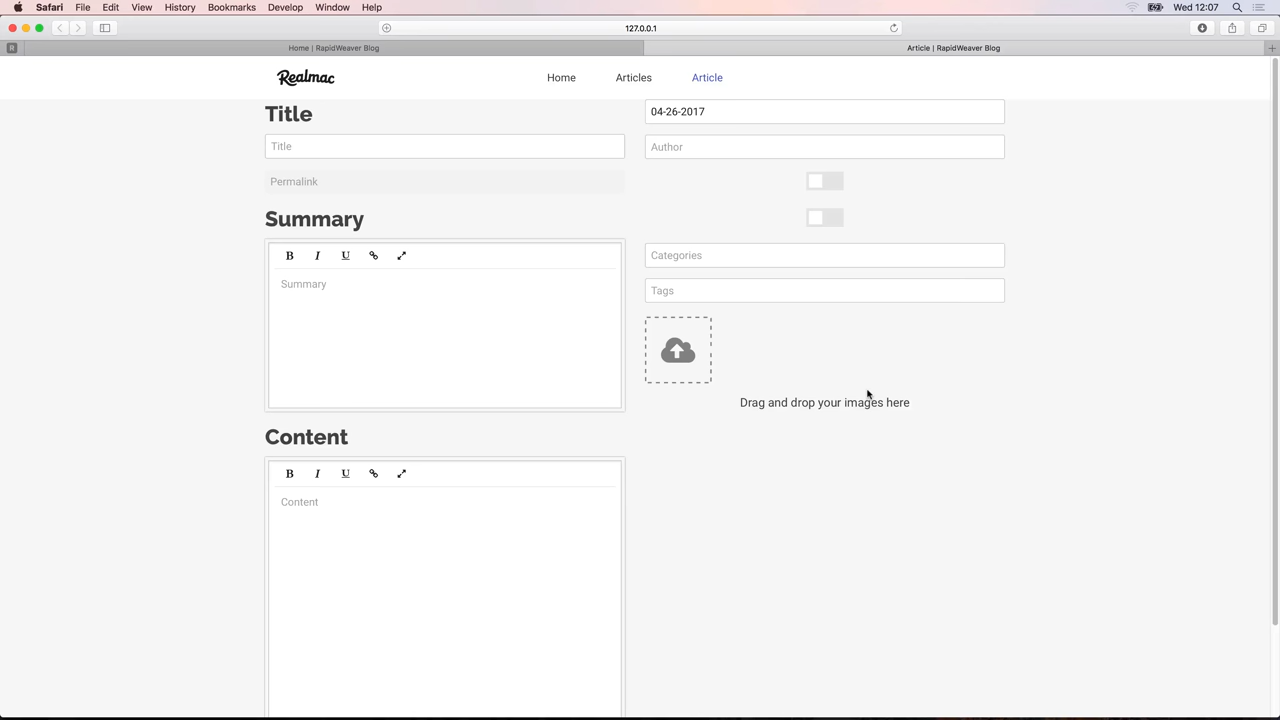 Safari File Edit View History Bookmarks Develop Window Help Wed 12:07
127.0.0.1
R Home | RapidWeaver Blog Article | RapidWeaver Blog
Realmac Home Articles Article
Title
04-26-2017
Title
Author
Permalink
Summary
B I U
Categories
Summary
Tags
Drag and drop your images here
Content
B I U
Content